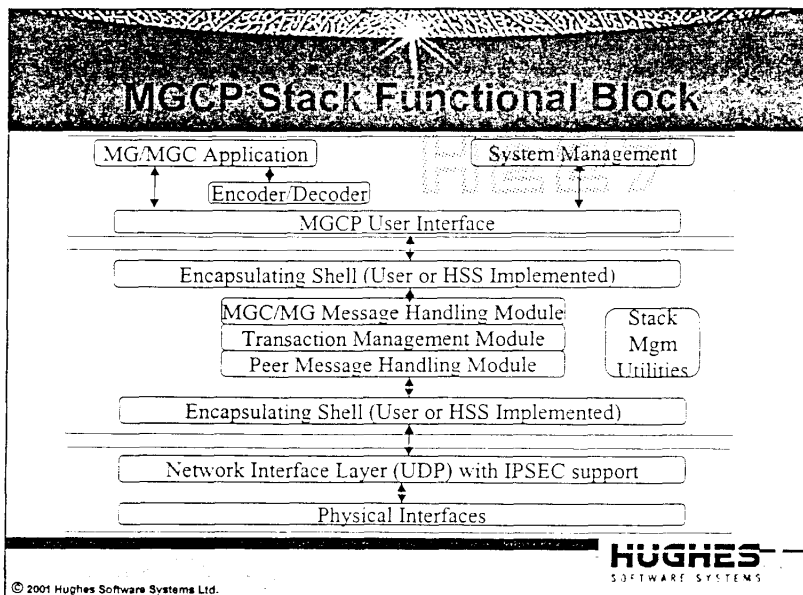 MGCP Stack Functional Block
MG/MGC Application
System Management
Encoder/Decoder
MGCP User Interface
Encapsulating Shell (User or HSS Implemented)
MGC/MG Message Handling Module
Transaction Management Module
Peer Message Handling Module
Stack
Mgm
Utilities
Encapsulating Shell (User or HSS Implemented)
Network Interface Layer (UDP) with IPSEC support
Physical Interfaces
HUGHES
SOFTWARE SYSTEMS
© 2001 Hughes Software Systems Ltd.